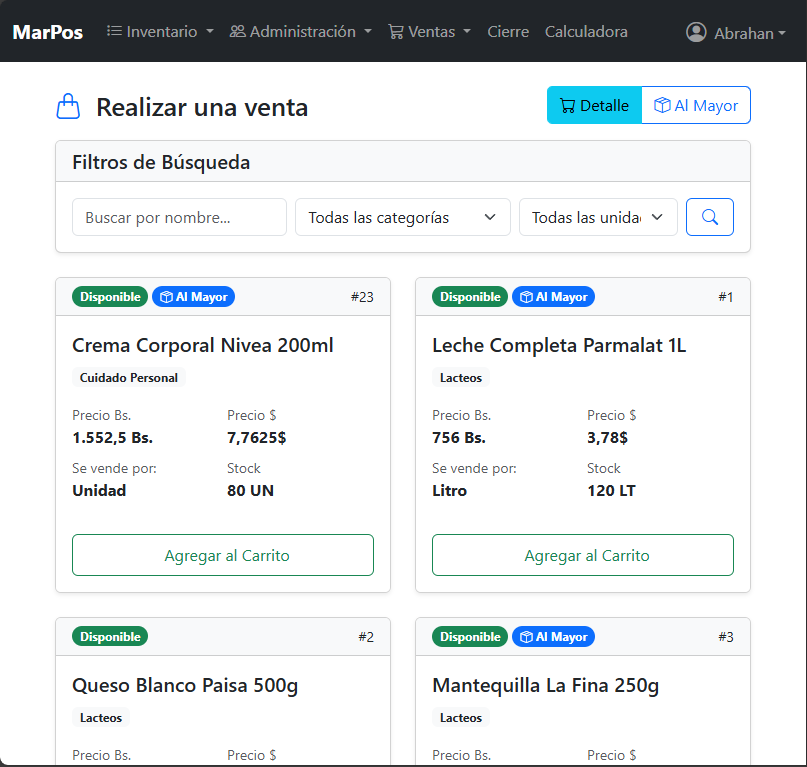 MarPos Inventario Administración Ventas Cierre Calculadora Abrahan
Realizar una venta Detalle Al Mayor
Filtros de Búsqueda
Buscar por nombre... Todas las categorías Todas las unida
Disponible Al Mayor #23
Crema Corporal Nivea 200ml
Cuidado Personal
Precio Bs. Precio $
1.552,5 Bs. 7,7625$
Se vende por: Stock
Unidad 80 UN
Agregar al Carrito
Disponible Al Mayor #1
Leche Completa Parmalat 1L
Lacteos
Precio Bs. Precio $
756 Bs. 3,78$
Se vende por: Stock
Litro 120 LT
Agregar al Carrito
Disponible #2
Queso Blanco Paisa 500g
Lacteos
Precio Bs. Precio $
Disponible Al Mayor #3
Mantequilla La Fina 250g
Lacteos
Precio Bs. Precio $